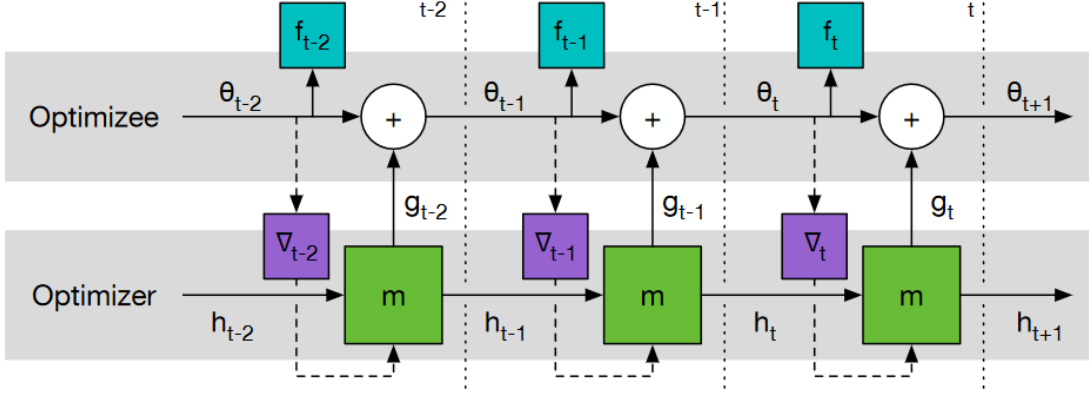 t-2 t-1 t
f_{t-2} f_{t-1} f_t
θ_{t-2} θ_{t-1} θ_t θ_{t+1}
Optimizee + + +
g_{t-2} g_{t-1} g_t
∇_{t-2} ∇_{t-1} ∇_t
Optimizer m m m
h_{t-2} h_{t-1} h_t h_{t+1}